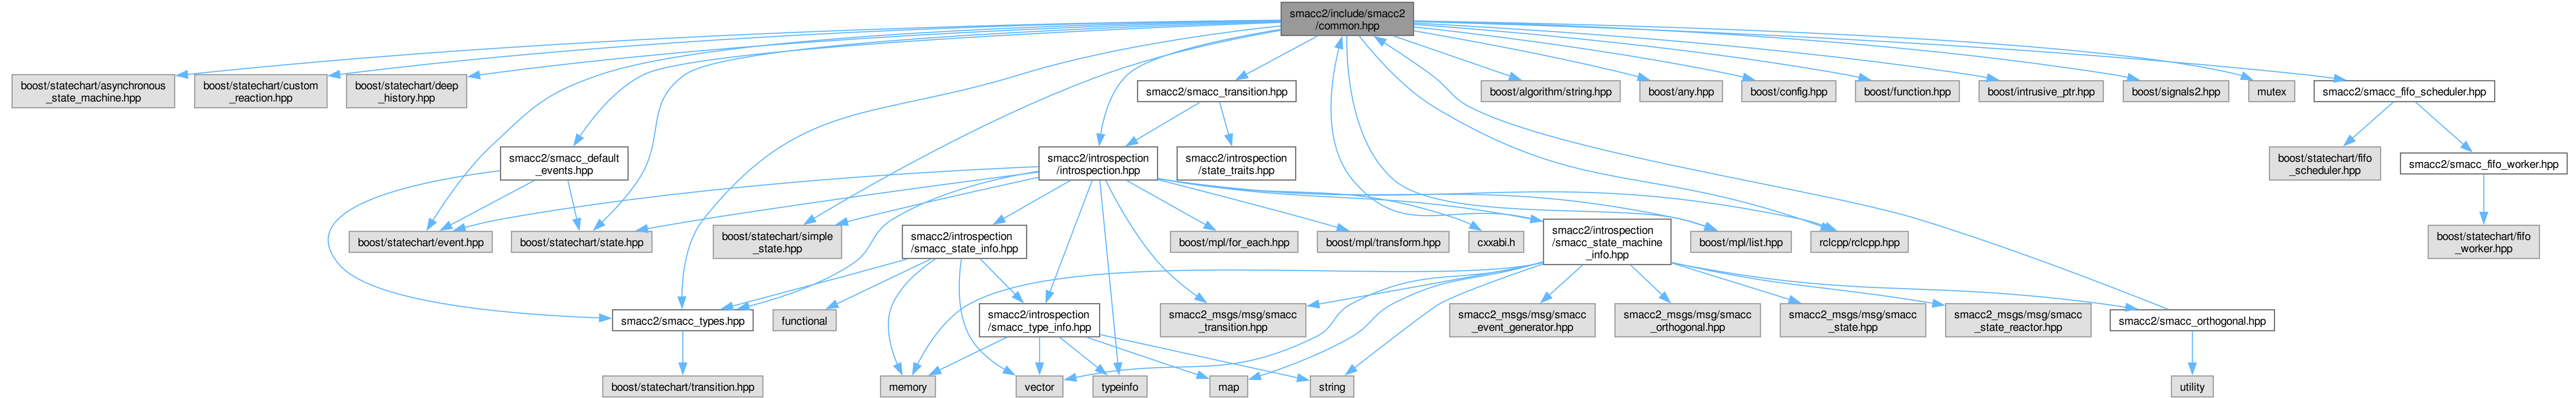 smacc2/include/smacc2
/common.hpp
boost/statechart/asynchronous
_state_machine.hpp
boost/statechart/custom
_reaction.hpp
boost/statechart/deep
_history.hpp
smacc2/smacc_transition.hpp
boost/algorithm/string.hpp
boost/any.hpp
boost/config.hpp
boost/function.hpp
boost/intrusive_ptr.hpp
boost/signals2.hpp
mutex
smacc2/smacc_fifo_scheduler.hpp
smacc2/smacc_default
_events.hpp
smacc2/introspection
/introspection.hpp
smacc2/introspection
/state_traits.hpp
boost/statechart/fifo
_scheduler.hpp
smacc2/smacc_fifo_worker.hpp
boost/statechart/event.hpp
boost/statechart/state.hpp
boost/statechart/simple
_state.hpp
smacc2/introspection
/smacc_state_info.hpp
boost/mpl/for_each.hpp
boost/mpl/transform.hpp
cxxabi.h
smacc2/introspection
/smacc_state_machine
_info.hpp
boost/mpl/list.hpp
rclcpp/rclcpp.hpp
boost/statechart/fifo
_worker.hpp
smacc2/smacc_types.hpp
functional
smacc2/introspection
/smacc_type_info.hpp
smacc2_msgs/msg/smacc
_transition.hpp
smacc2_msgs/msg/smacc
_event_generator.hpp
smacc2_msgs/msg/smacc
_orthogonal.hpp
smacc2_msgs/msg/smacc
_state.hpp
smacc2_msgs/msg/smacc
_state_reactor.hpp
smacc2/smacc_orthogonal.hpp
boost/statechart/transition.hpp
memory
vector
typeinfo
map
string
utility